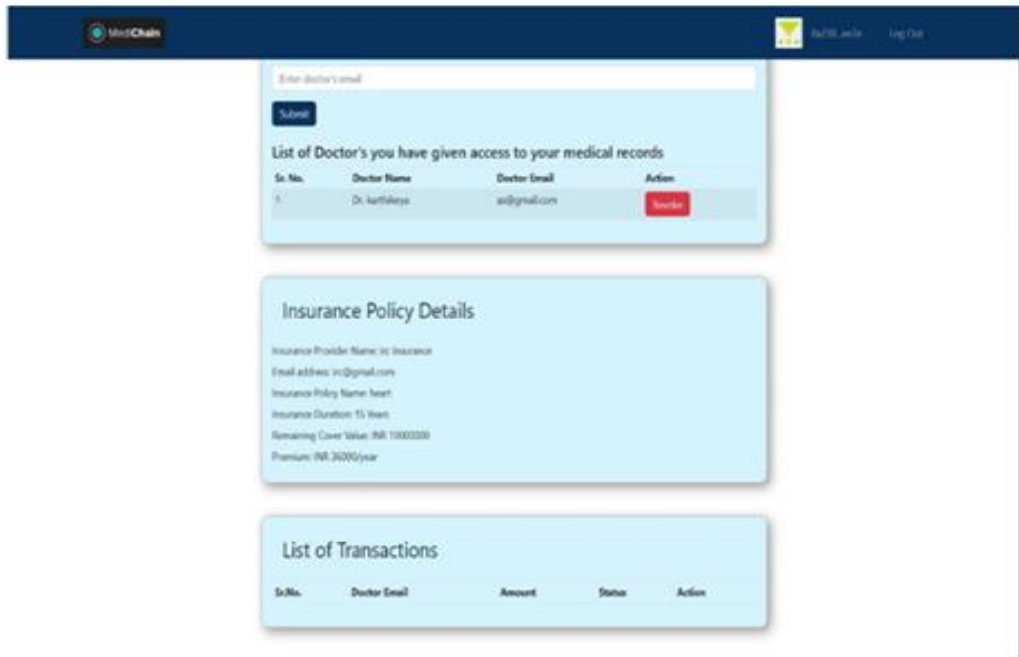 MediChain
Log Out
Enter doctor's email
Submit
List of Doctor's you have given access to your medical records
Sr. No. Doctor Name Doctor Email Action
1 Dr. karthikeya as@gmail.com Revoke
Insurance Policy Details
Insurance Provider Name: irc insurance
Email address: irc@gmail.com
Insurance Policy Name: heart
Insurance Duration: 15 Years
Remaining Cover Value: INR
Premium: INR 36000/year
List of Transactions
Sr.No. Doctor Email Amount Status Action